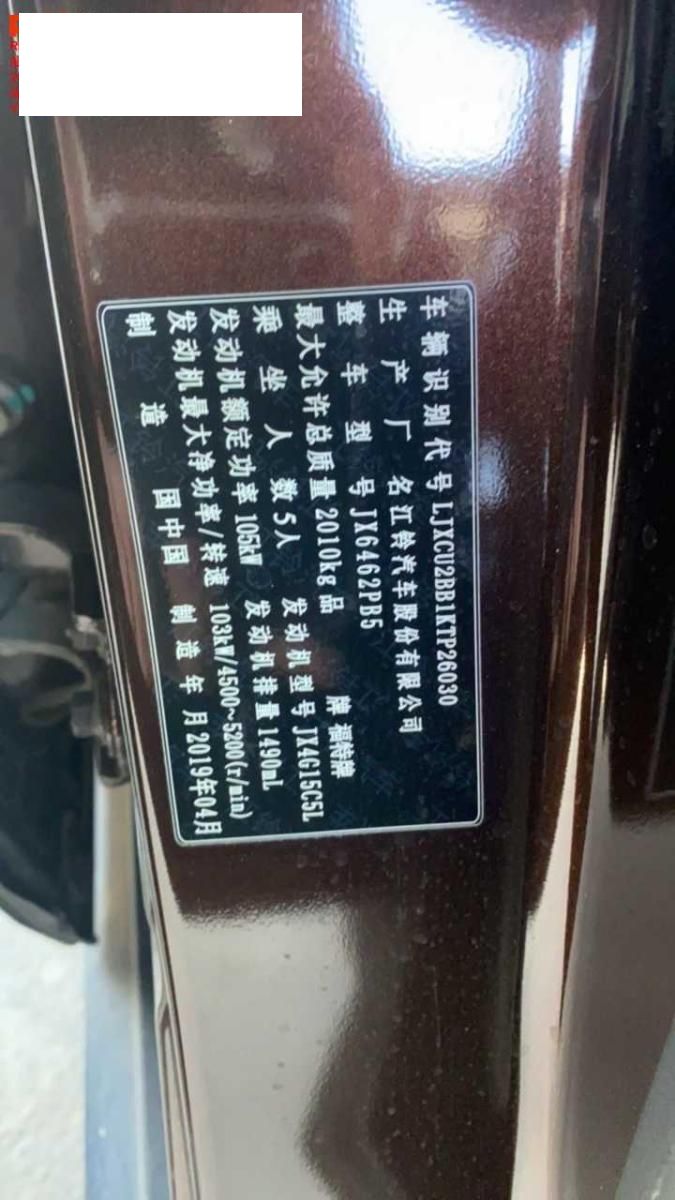 车辆识别代号 LJXCU2BB1KTP26030
生产厂名 江铃汽车股份有限公司
整车型号 JX6462PB5
最大允许总质量 2010kg 品牌 福特牌
乘坐人数 5人 发动机型号 JX4G15C5L
发动机额定功率 105kW 发动机排量 1490mL
发动机最大净功率/转速 103kW/4500~5200(r/min)
制造国 中国 制造年月 2019年04月